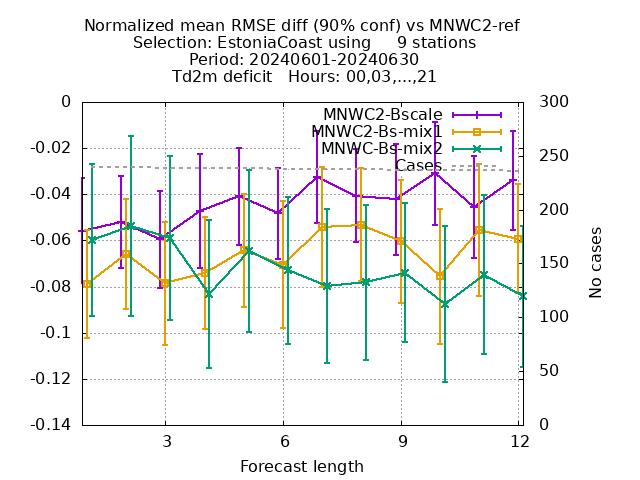 Normalized mean RMSE diff (90% conf) vs MNWC2-ref
Selection: EstoniaCoast using     9 stations
Period: 20240601-20240630
Td2m deficit   Hours: 00,03,...,21
MNWC2-Bscale
MNWC2-Bs-mix1
MNWC-Bs-mix2
Cases
0
-0.02
-0.04
-0.06
-0.08
-0.1
-0.12
-0.14
300
250
200
150
100
50
0
No cases
3
6
9
12
Forecast length